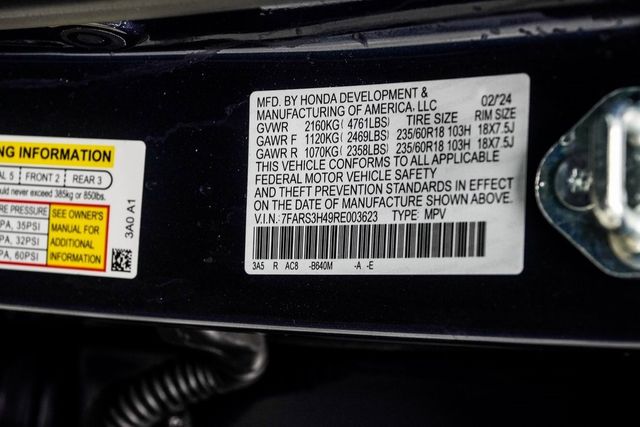 NG INFORMATION
AL 5 | FRONT 2 | REAR 3
uld never exceed 385kg or 850lbs.
E PRESSURE
PA, 35PSI
PA, 32PSI
PA, 60PSI
SEE OWNER'S
MANUAL FOR
ADDITIONAL
INFORMATION
3A0 A1
MFD. BY HONDA DEVELOPMENT &
MANUFACTURING OF AMERICA, LLC 02/24
GVWR 2160KG( 4761LBS) TIRE SIZE RIM SIZE
GAWR F 1120KG( 2469LBS) 235/60R18 103H 18X7.5J
GAWR R 1070KG( 2358LBS) 235/60R18 103H 18X7.5J
THIS VEHICLE CONFORMS TO ALL APPLICABLE
FEDERAL MOTOR VEHICLE SAFETY
AND THEFT PREVENTION STANDARDS IN EFFECT
ON THE DATE OF MANUFACTURE SHOWN ABOVE.
V.I.N.: 7FARS3H49RE003623 TYPE: MPV
3A5 R AC8 -B640M -A -E